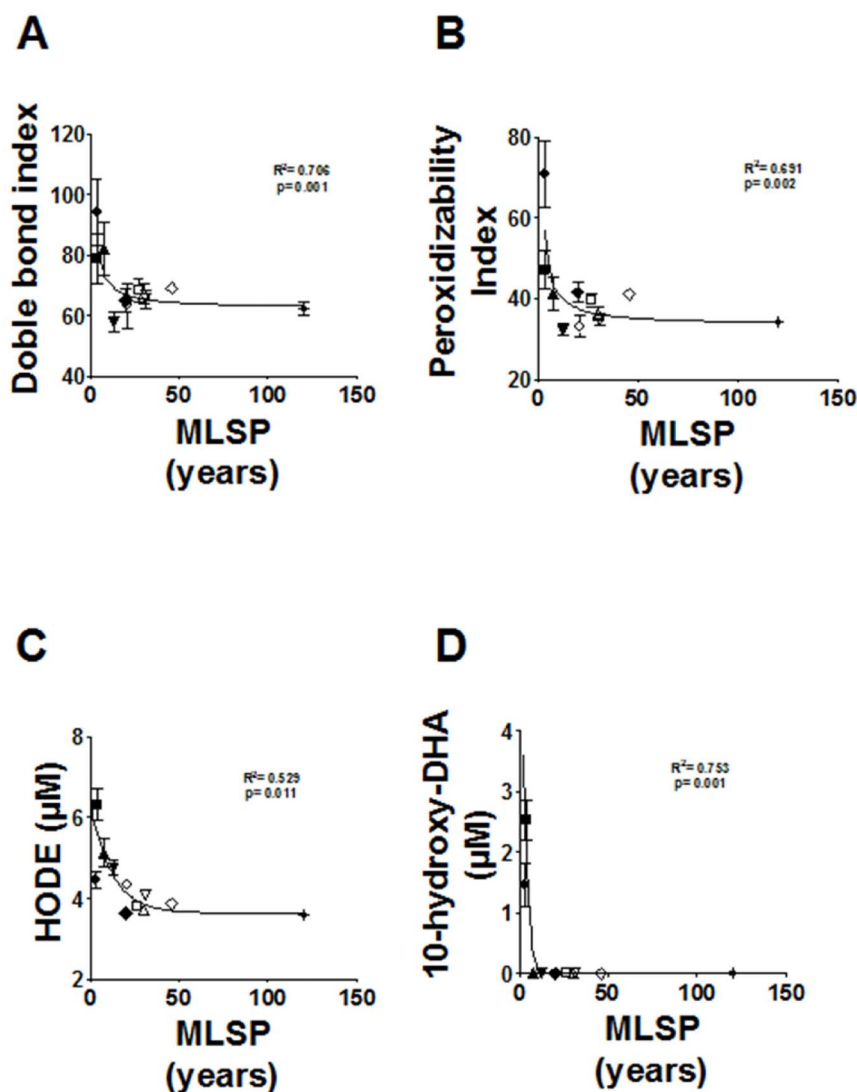 A
Doble bond index
120
100
80
60
40
R²= 0.706
p=0.001
0
50
100
150
MLSP
(years)
B
Peroxidizability
Index
80
60
40
20
R²= 0.691
p=0.002
0
50
100
150
MLSP
(years)
C
HODE (µM)
8
6
4
2
R²= 0.529
p=0.011
0
50
100
150
MLSP
(years)
D
10-hydroxy-DHA
(µM)
4
3
2
1
0
R²= 0.753
p=0.001
0
50
100
150
MLSP
(years)